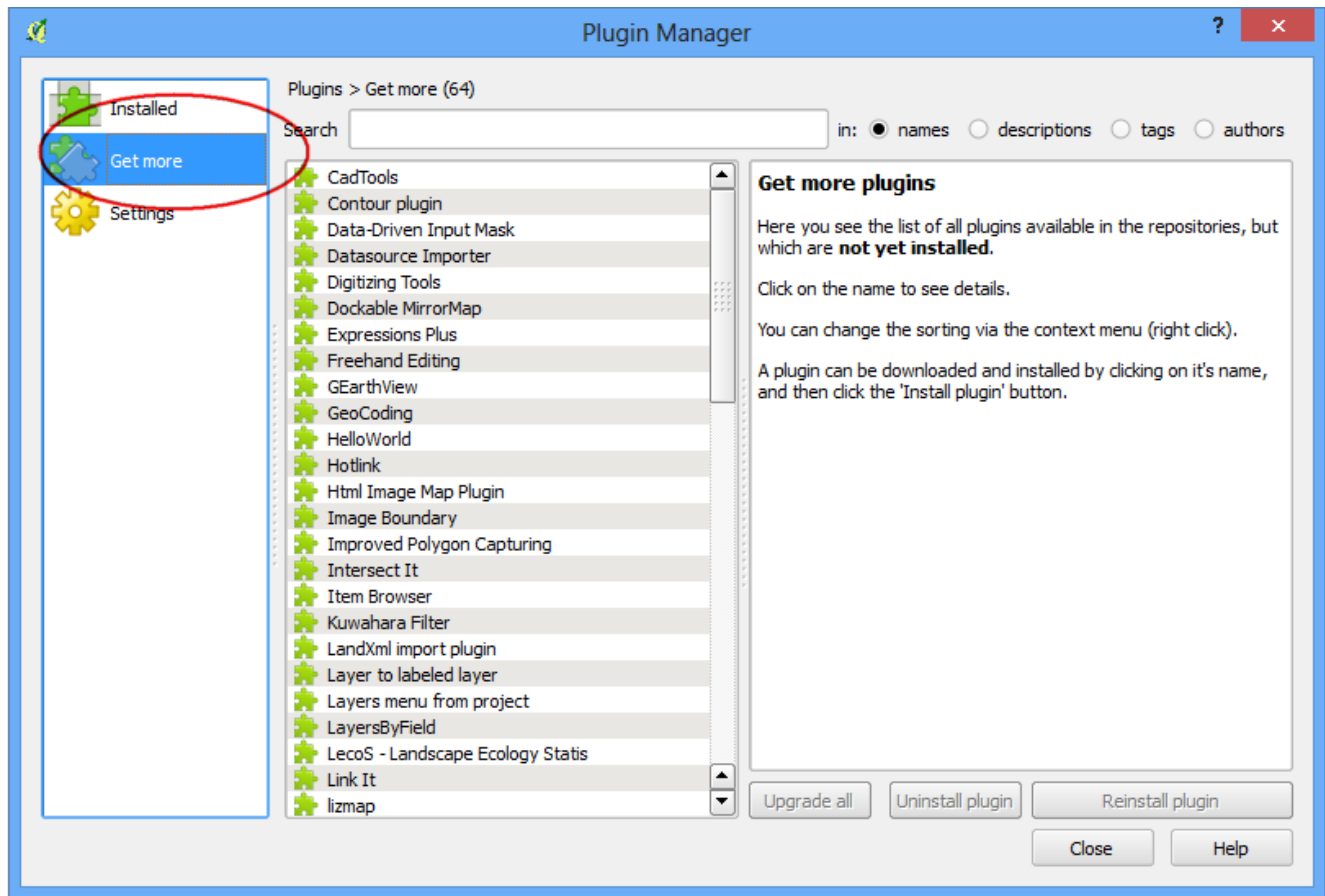 Plugin Manager
?
Installed
Get more
Settings
Plugins > Get more (64)
Search
in: names descriptions tags authors
CadTools
Contour plugin
Data-Driven Input Mask
Datasource Importer
Digitizing Tools
Dockable MirrorMap
Expressions Plus
Freehand Editing
GEarthView
GeoCoding
HelloWorld
Hotlink
Html Image Map Plugin
Image Boundary
Improved Polygon Capturing
Intersect It
Item Browser
Kuwahara Filter
LandXml import plugin
Layer to labeled layer
Layers menu from project
LayersByField
LecoS - Landscape Ecology Statis
Link It
lizmap
Get more plugins
Here you see the list of all plugins available in the repositories, but
which are not yet installed.
Click on the name to see details.
You can change the sorting via the context menu (right click).
A plugin can be downloaded and installed by clicking on it's name,
and then click the 'Install plugin' button.
Upgrade all Uninstall plugin Reinstall plugin
Close Help